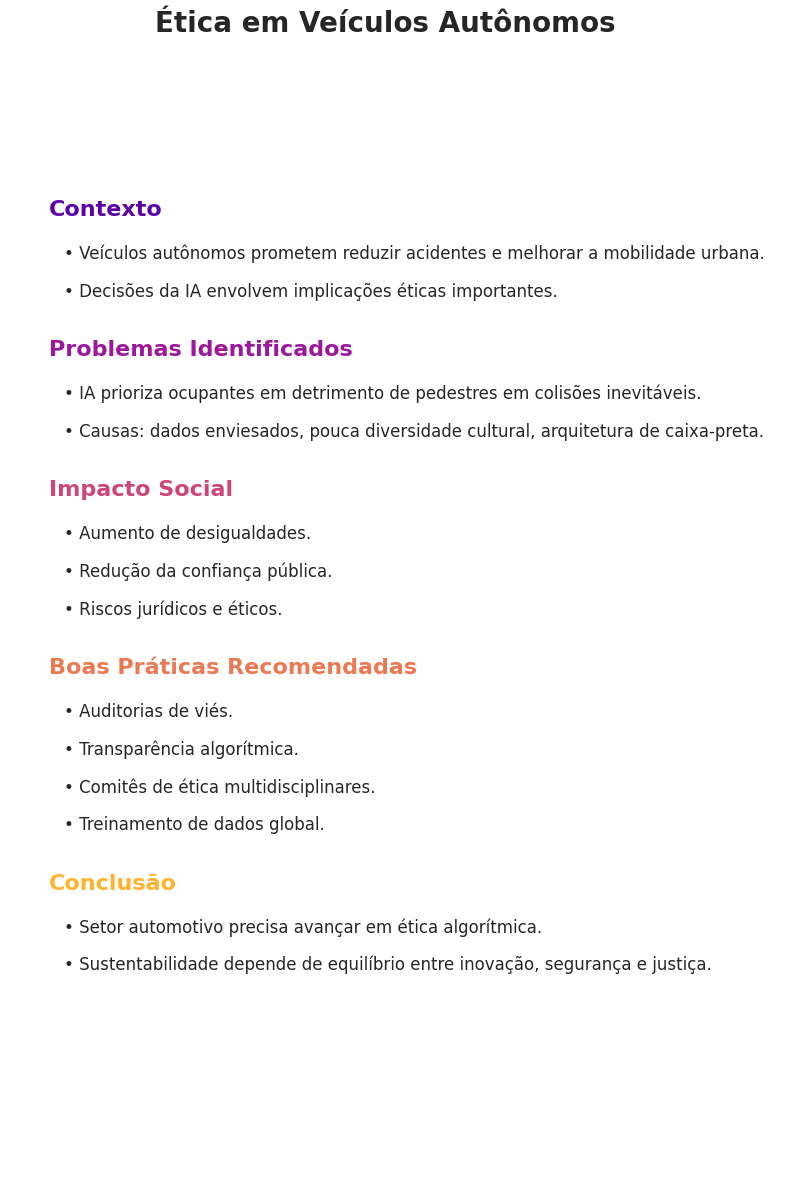 Ética em Veículos Autônomos
Contexto
• Veículos autônomos prometem reduzir acidentes e melhorar a mobilidade urbana.
• Decisões da IA envolvem implicações éticas importantes.
Problemas Identificados
• IA prioriza ocupantes em detrimento de pedestres em colisões inevitáveis.
• Causas: dados enviesados, pouca diversidade cultural, arquitetura de caixa-preta.
Impacto Social
• Aumento de desigualdades.
• Redução da confiança pública.
• Riscos jurídicos e éticos.
Boas Práticas Recomendadas
• Auditorias de viés.
• Transparência algorítmica.
• Comitês de ética multidisciplinares.
• Treinamento de dados global.
Conclusão
• Setor automotivo precisa avançar em ética algorítmica.
• Sustentabilidade depende de equilíbrio entre inovação, segurança e justiça.